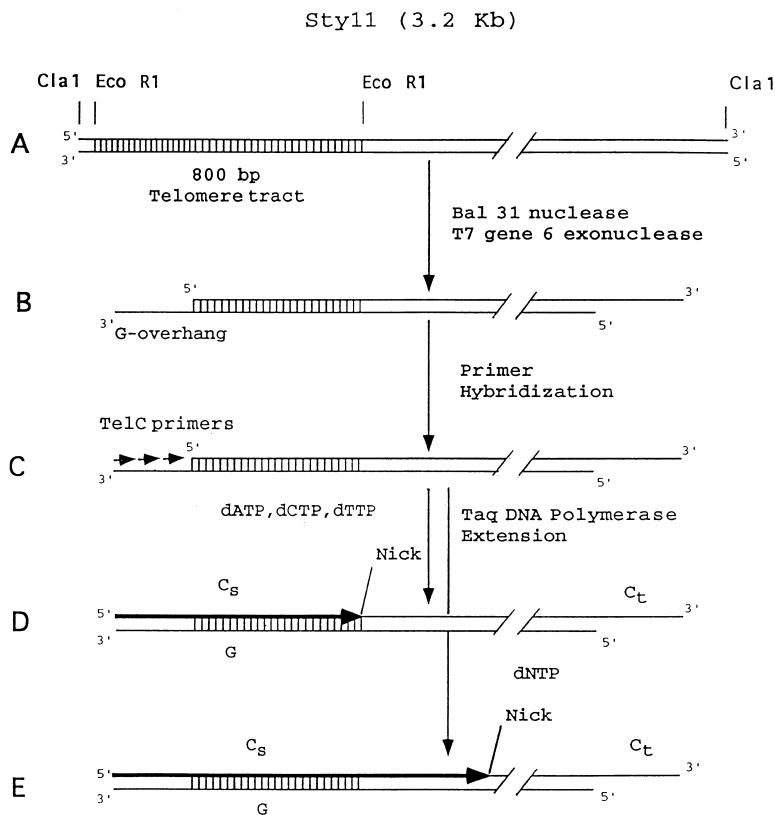 Sty11 (3.2 Kb)
Cla1 Eco R1 Eco R1 Cla1
5' 3'
A
3' 5'
800 bp
Telomere tract
Bal 31 nuclease
T7 gene 6 exonuclease
5' 3'
B
3' 5'
G-overhang
Primer
Hybridization
TelC primers
5' 3'
C
3' 5'
dATP,dCTP,dTTP
Taq DNA Polymerase
Extension
Nick
Cs Ct
5' 3'
D
3' 5'
G
dNTP
Nick
Cs Ct
5' 3'
E
3' 5'
G